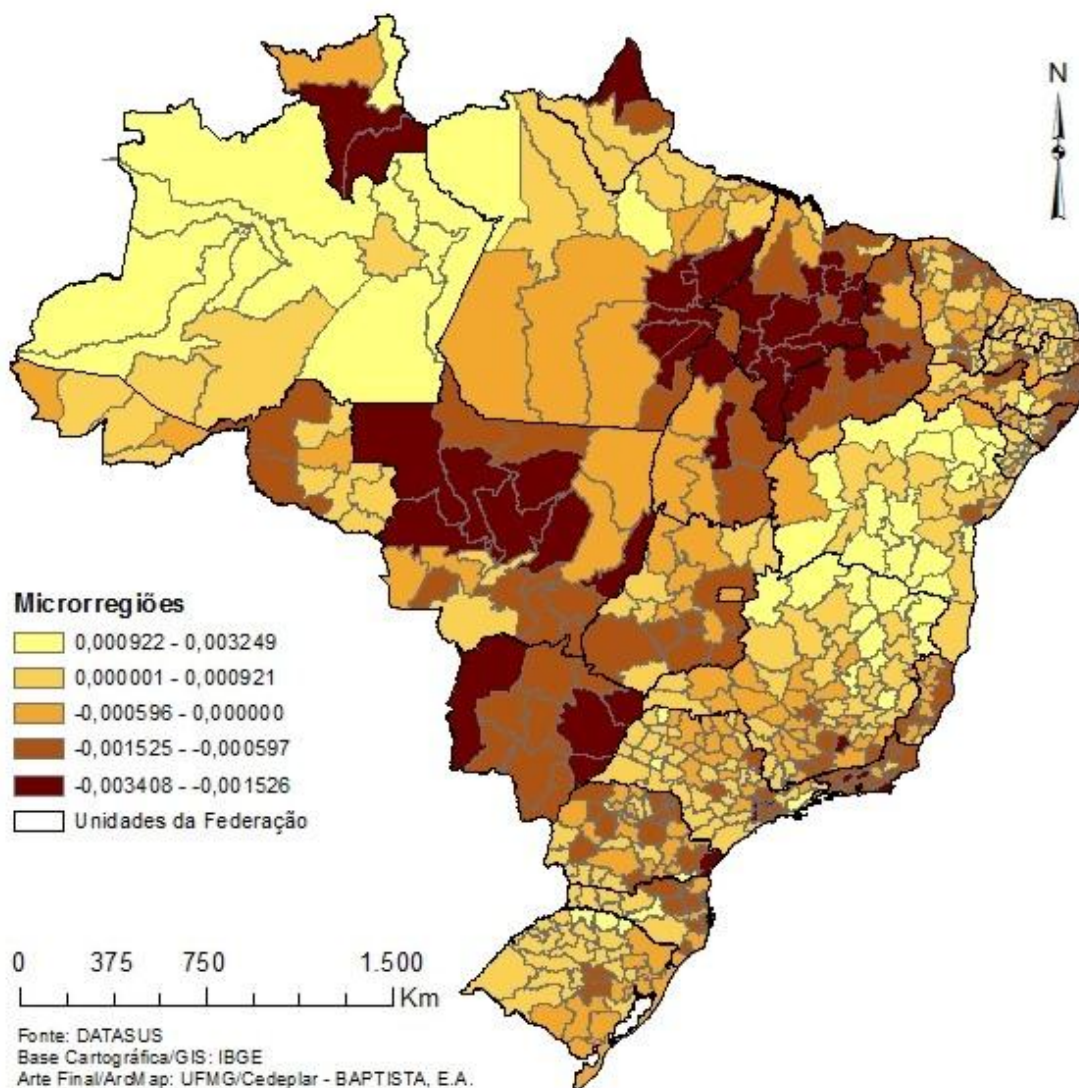 N
Microrregiões
0,000922 - 0,003249
0,000001 - 0,000921
-0,000596 - 0,000000
-0,001525 - -0,000597
-0,003408 - -0,001526
Unidades da Federação
0 375 750 1.500
Km
Fonte: DATASUS
Base Cartográfica/GIS: IBGE
Arte Final/ArcMap: UFMG/Cedeplar - BAPTISTA, E.A.